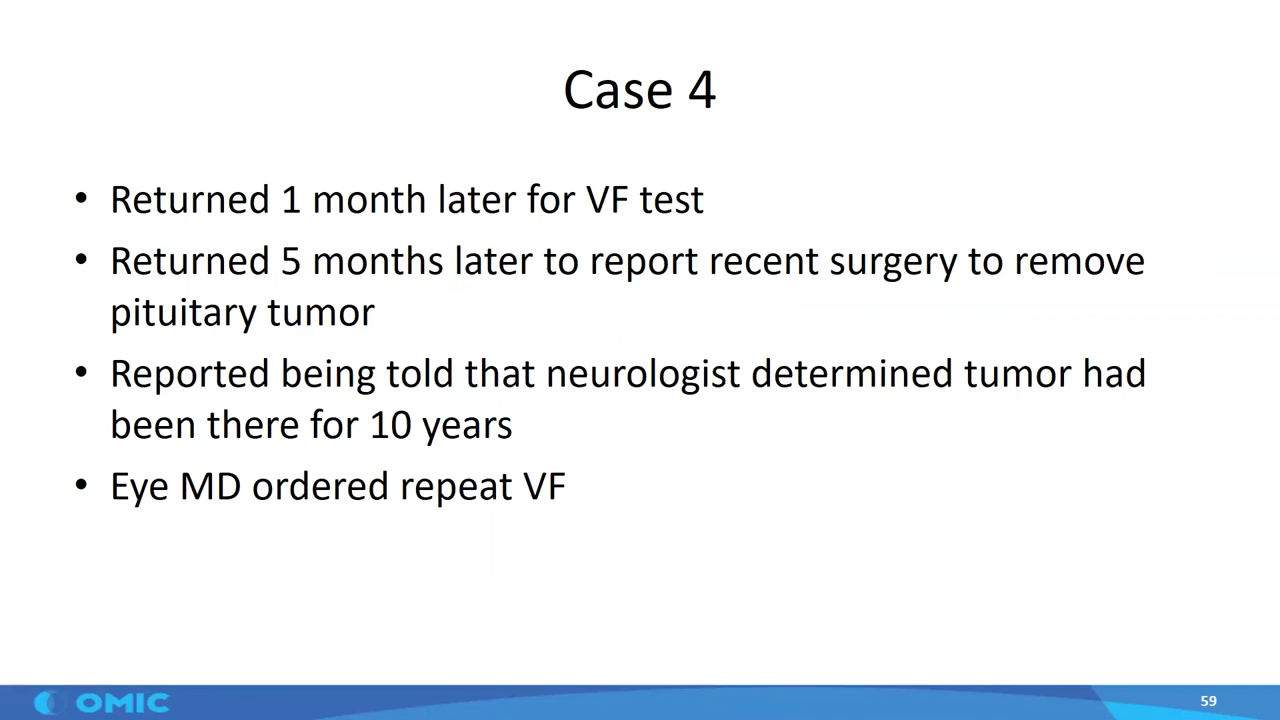 Case 4
• Returned 1 month later for VF test
• Returned 5 months later to report recent surgery to remove
pituitary tumor
• Reported being told that neurologist determined tumor had
been there for 10 years
• Eye MD ordered repeat VF
OMIC
59